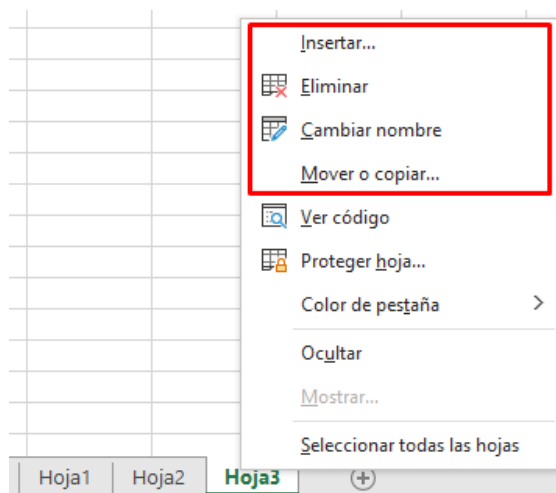 Insertar...
Eliminar
Cambiar nombre
Mover o copiar...
Ver código
Proteger hoja...
Color de pestaña
Ocultar
Mostrar...
Seleccionar todas las hojas
Hoja1 Hoja2 Hoja3